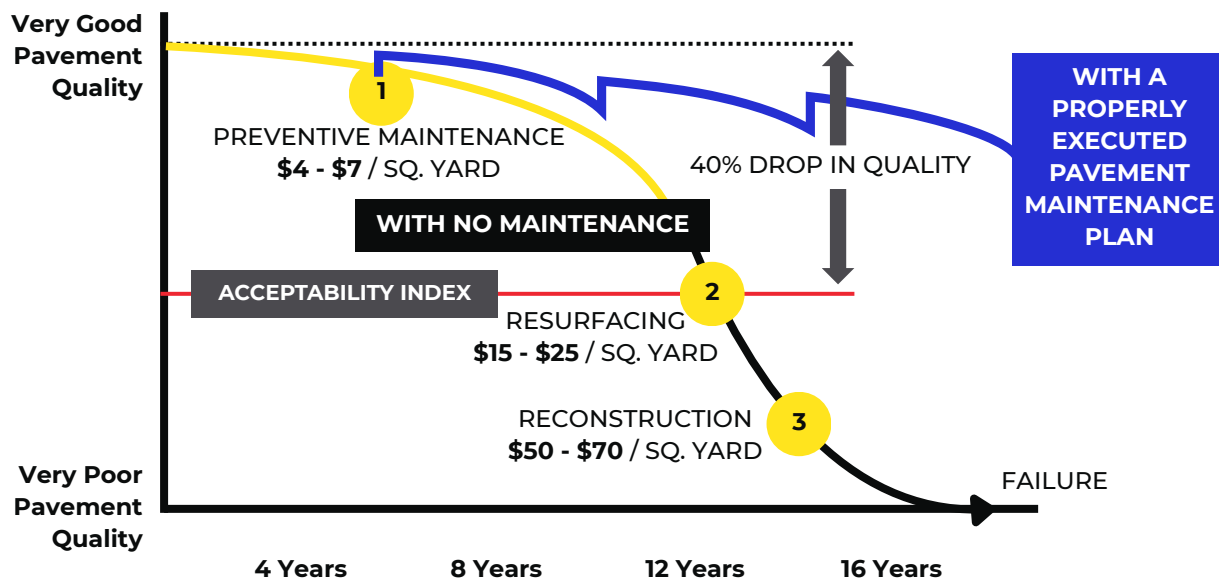 Very Good
Pavement
Quality
1
PREVENTIVE MAINTENANCE
$4 - $7 / SQ. YARD
40% DROP IN QUALITY
WITH A
PROPERLY
EXECUTED
PAVEMENT
MAINTENANCE
PLAN
WITH NO MAINTENANCE
ACCEPTABILITY INDEX
2
RESURFACING
$15 - $25 / SQ. YARD
RECONSTRUCTION
$50 - $70 / SQ. YARD
3
Very Poor
Pavement
Quality
FAILURE
4 Years
8 Years
12 Years
16 Years